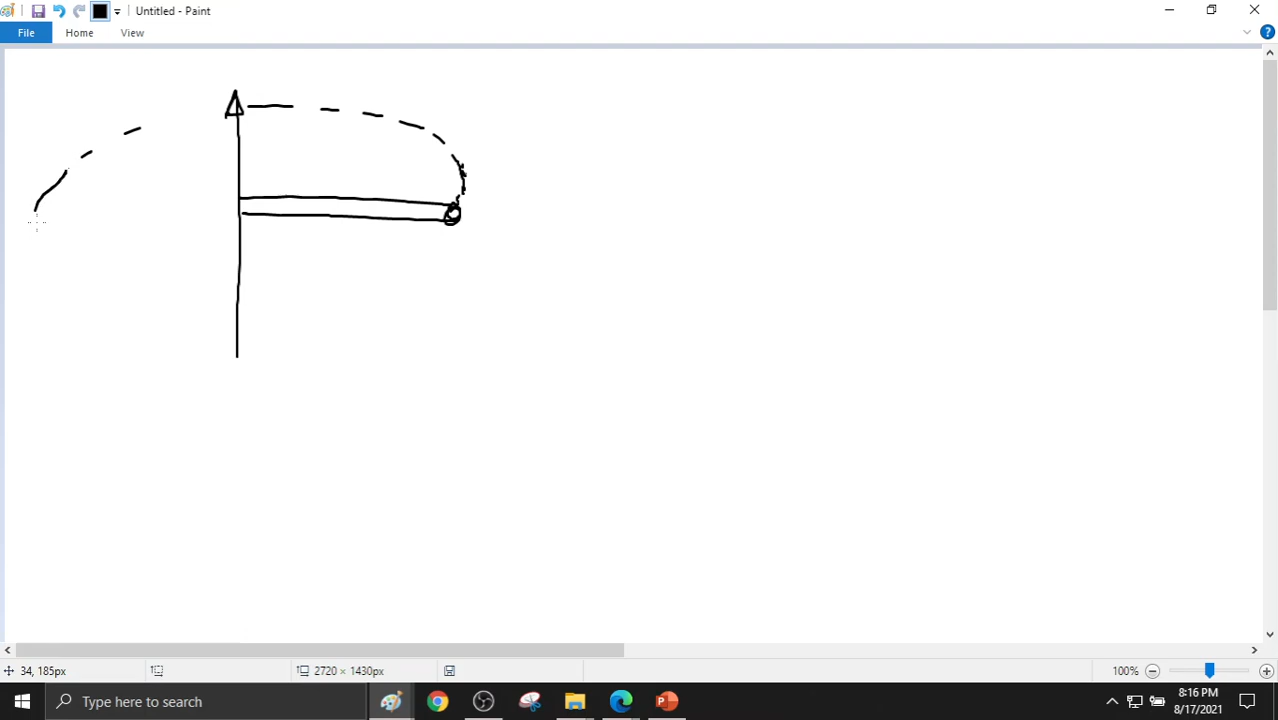 Untitled - Paint
File Home View
34, 185px
2720 × 1430px
100%
Type here to search
8:16 PM
8/17/2021